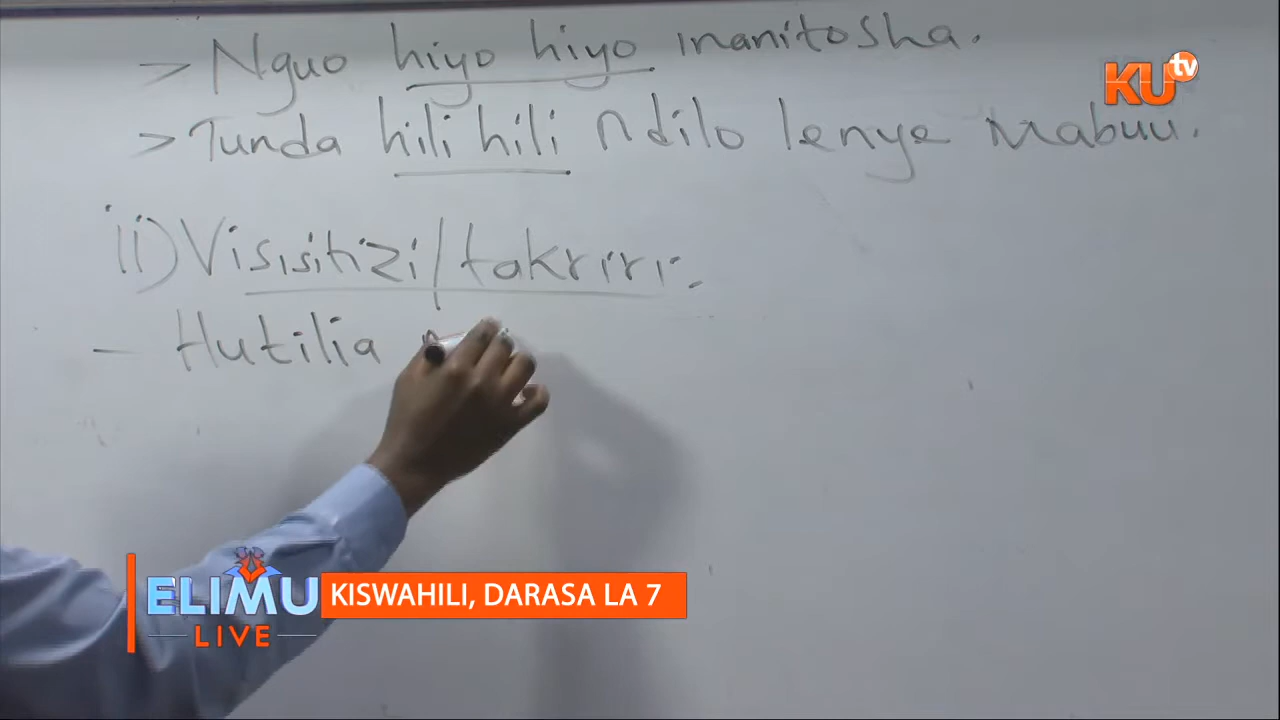 > Nguo hiyo hiyo inanitosha.
> Tunda hili hili ndilo lenye mabuu.
ii) Visisitizi/takriri:-
- Hutilia
KU tv
ELIMU LIVE
KISWAHILI, DARASA LA 7